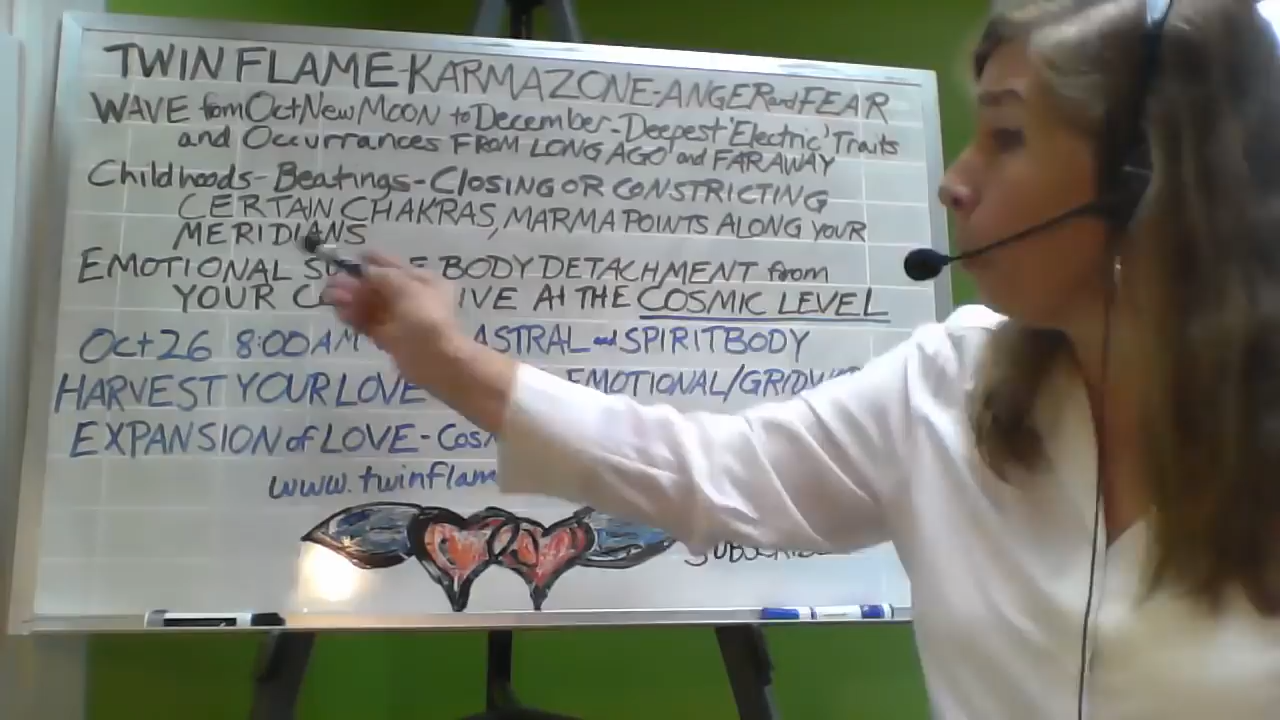 TWIN FLAME-KARMAZONE-ANGER and FEAR
WAVE from Oct New Moon to December-Deepest 'Electric' Traits
and Occurrances FROM LONG AGO and FARAWAY
Childhoods-Beatings-CLOSING OR CONSTRICTING
CERTAIN CHAKRAS, MARMA POINTS ALONG YOUR
MERIDIANS
EMOTIONAL BODY DETACHMENT from
YOUR AT THE COSMIC LEVEL
Oct 26 8:00AM ASTRAL and SPIRITBODY
HARVEST YOUR LOVE EMOTIONAL/
EXPANSION of LOVE-
www.twinflam